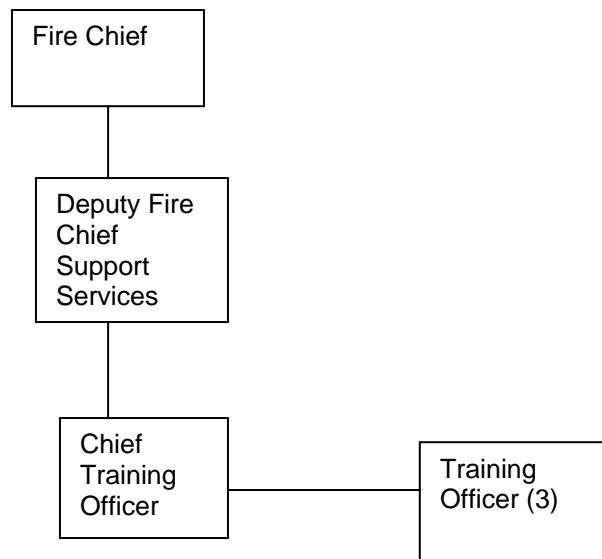 Fire Chief
Deputy Fire
Chief
Support
Services
Chief
Training
Officer
Training
Officer (3)